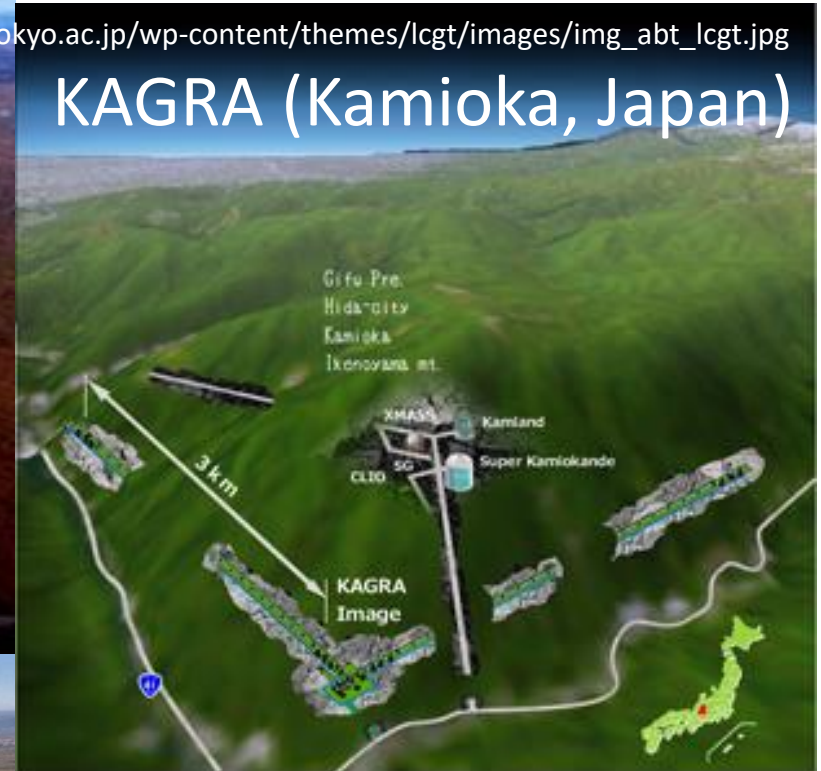 okyo.ac.jp/wp-content/themes/lcgt/images/img_abt_lcgt.jpg
KAGRA (Kamioka, Japan)
Gifu Pre.
Hida-city
Kamioka
Ikenoyama mt.
XMASS
Kamland
SG
Super Kamiokande
CLIO
3km
KAGRA
Image
41